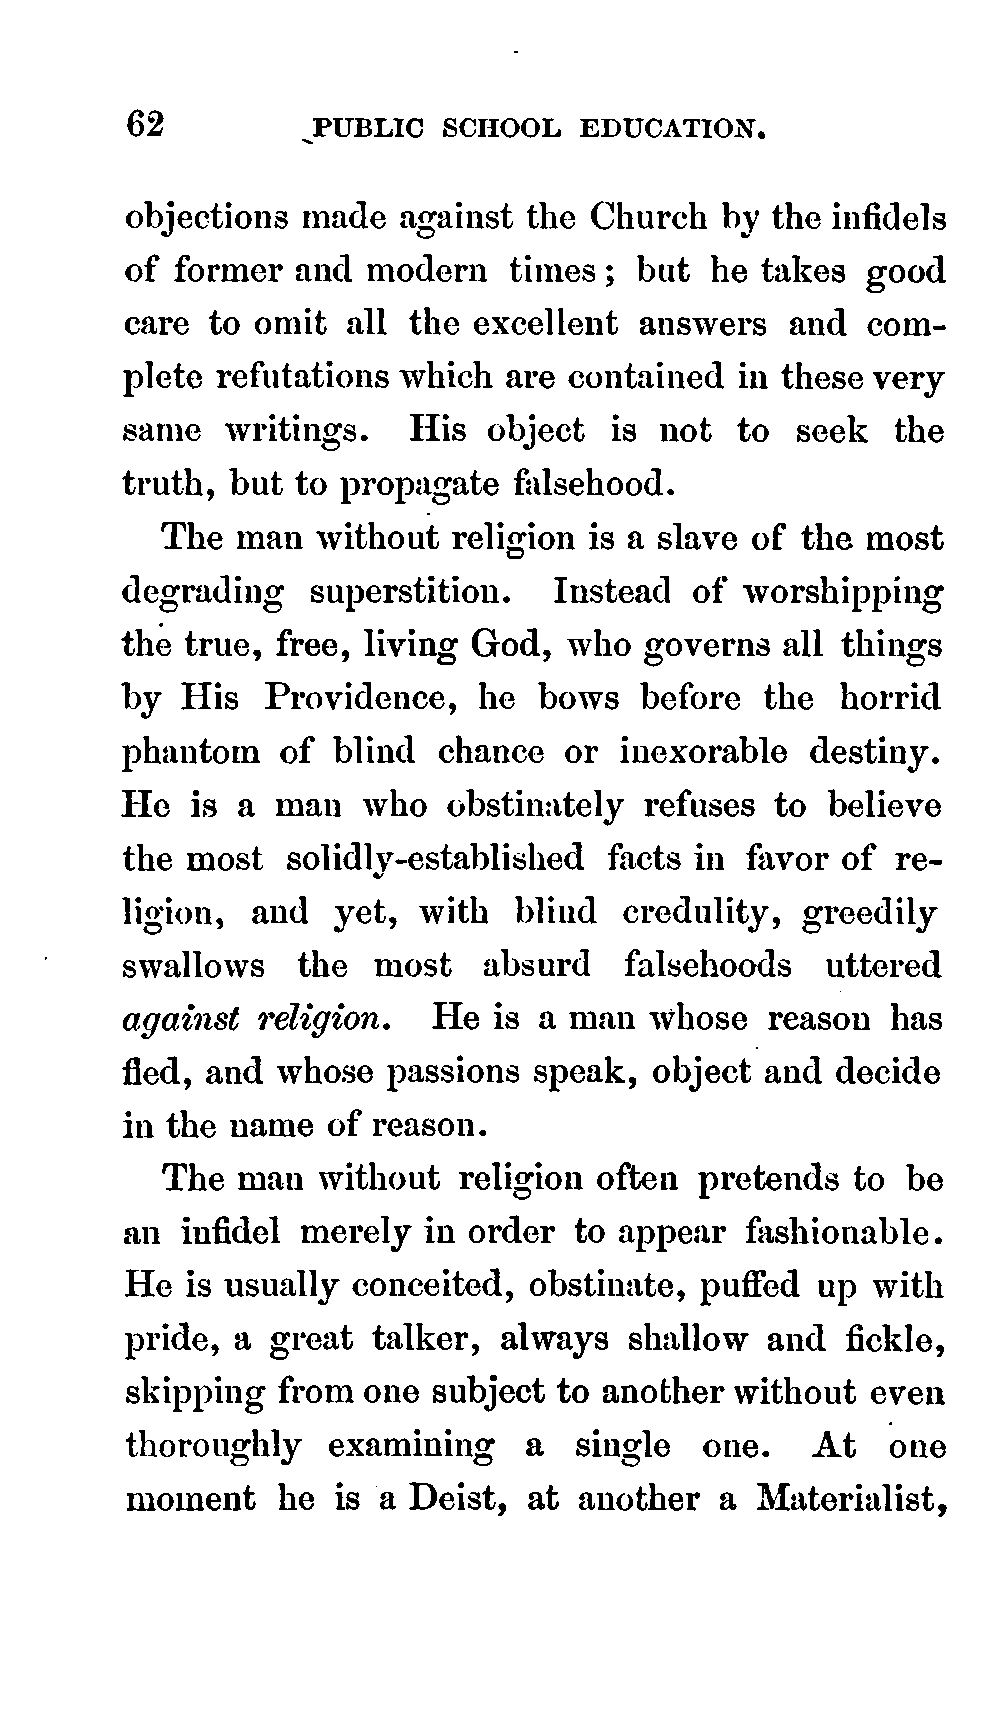 62 PUBLIC SCHOOL EDUCATION.
objections made against the Church by the infidels
of former and modern times; but he takes good
care to omit all the excellent answers and com-
plete refutations which are contained in these very
same writings. His object is not to seek the
truth, but to propagate falsehood.
The man without religion is a slave of the most
degrading superstition. Instead of worshipping
the true, free, living God, who governs all things
by His Providence, he bows before the horrid
phantom of blind chance or inexorable destiny.
He is a man who obstinately refuses to believe
the most solidly-established facts in favor of re-
ligion, and yet, with blind credulity, greedily
swallows the most absurd falsehoods uttered
against religion. He is a man whose reason has
fled, and whose passions speak, object and decide
in the name of reason.
The man without religion often pretends to be
an infidel merely in order to appear fashionable.
He is usually conceited, obstinate, puffed up with
pride, a great talker, always shallow and fickle,
skipping from one subject to another without even
thoroughly examining a single one. At one
moment he is a Deist, at another a Materialist,